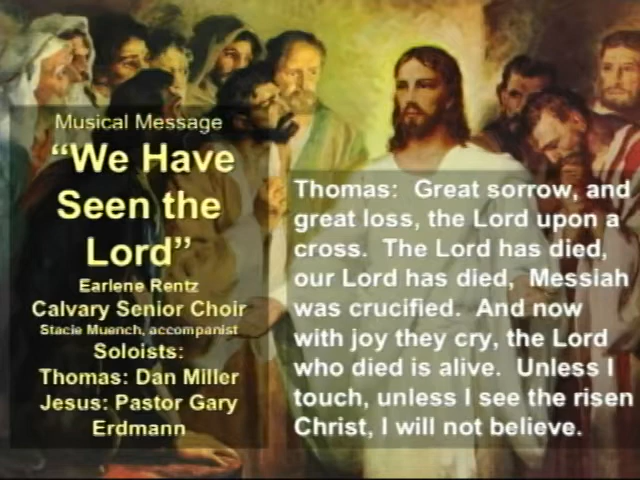 Musical Message
“We Have
Seen the
Lord”
Earlene Rentz
Calvary Senior Choir
Stacie Muench, accompanist
Soloists:
Thomas: Dan Miller
Jesus: Pastor Gary
Erdmann
Thomas:  Great sorrow, and
great loss, the Lord upon a
cross.  The Lord has died,
our Lord has died,  Messiah
was crucified.  And now
with joy they cry, the Lord
who died is alive.  Unless I
touch, unless I see the risen
Christ, I will not believe.